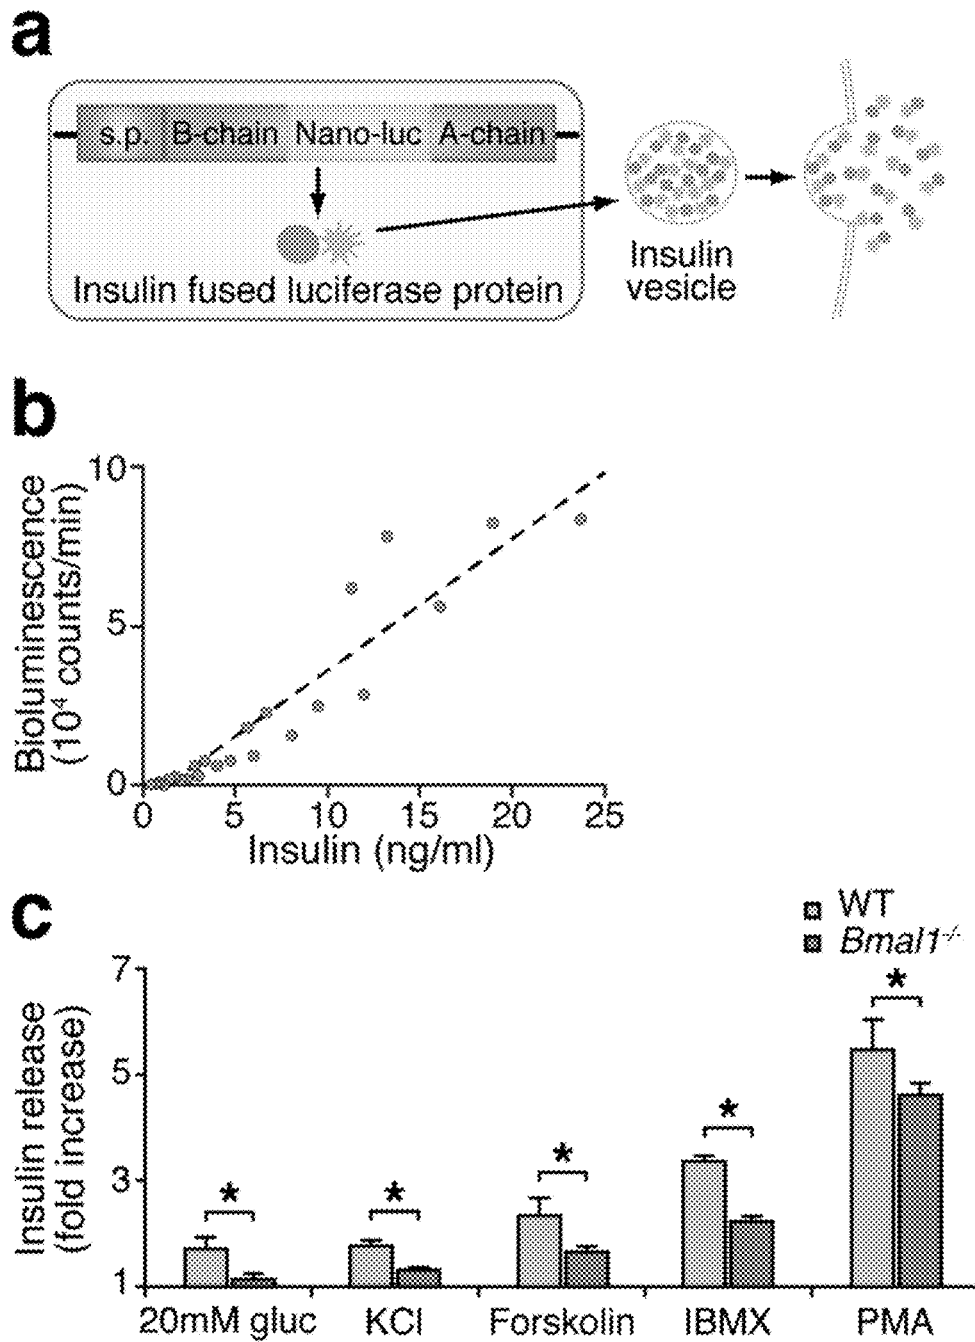 a
s.p. B-chain Nano-luc A-chain
Insulin fused luciferase protein
Insulin
vesicle
b
Bioluminescence
(10⁴ counts/min)
10
5
0
0 5 10 15 20 25
Insulin (ng/ml)
c
WT
Bmal1⁻/⁻
Insulin release
(fold increase)
7
5
3
1
* * * * *
20mM gluc KCl Forskolin IBMX PMA